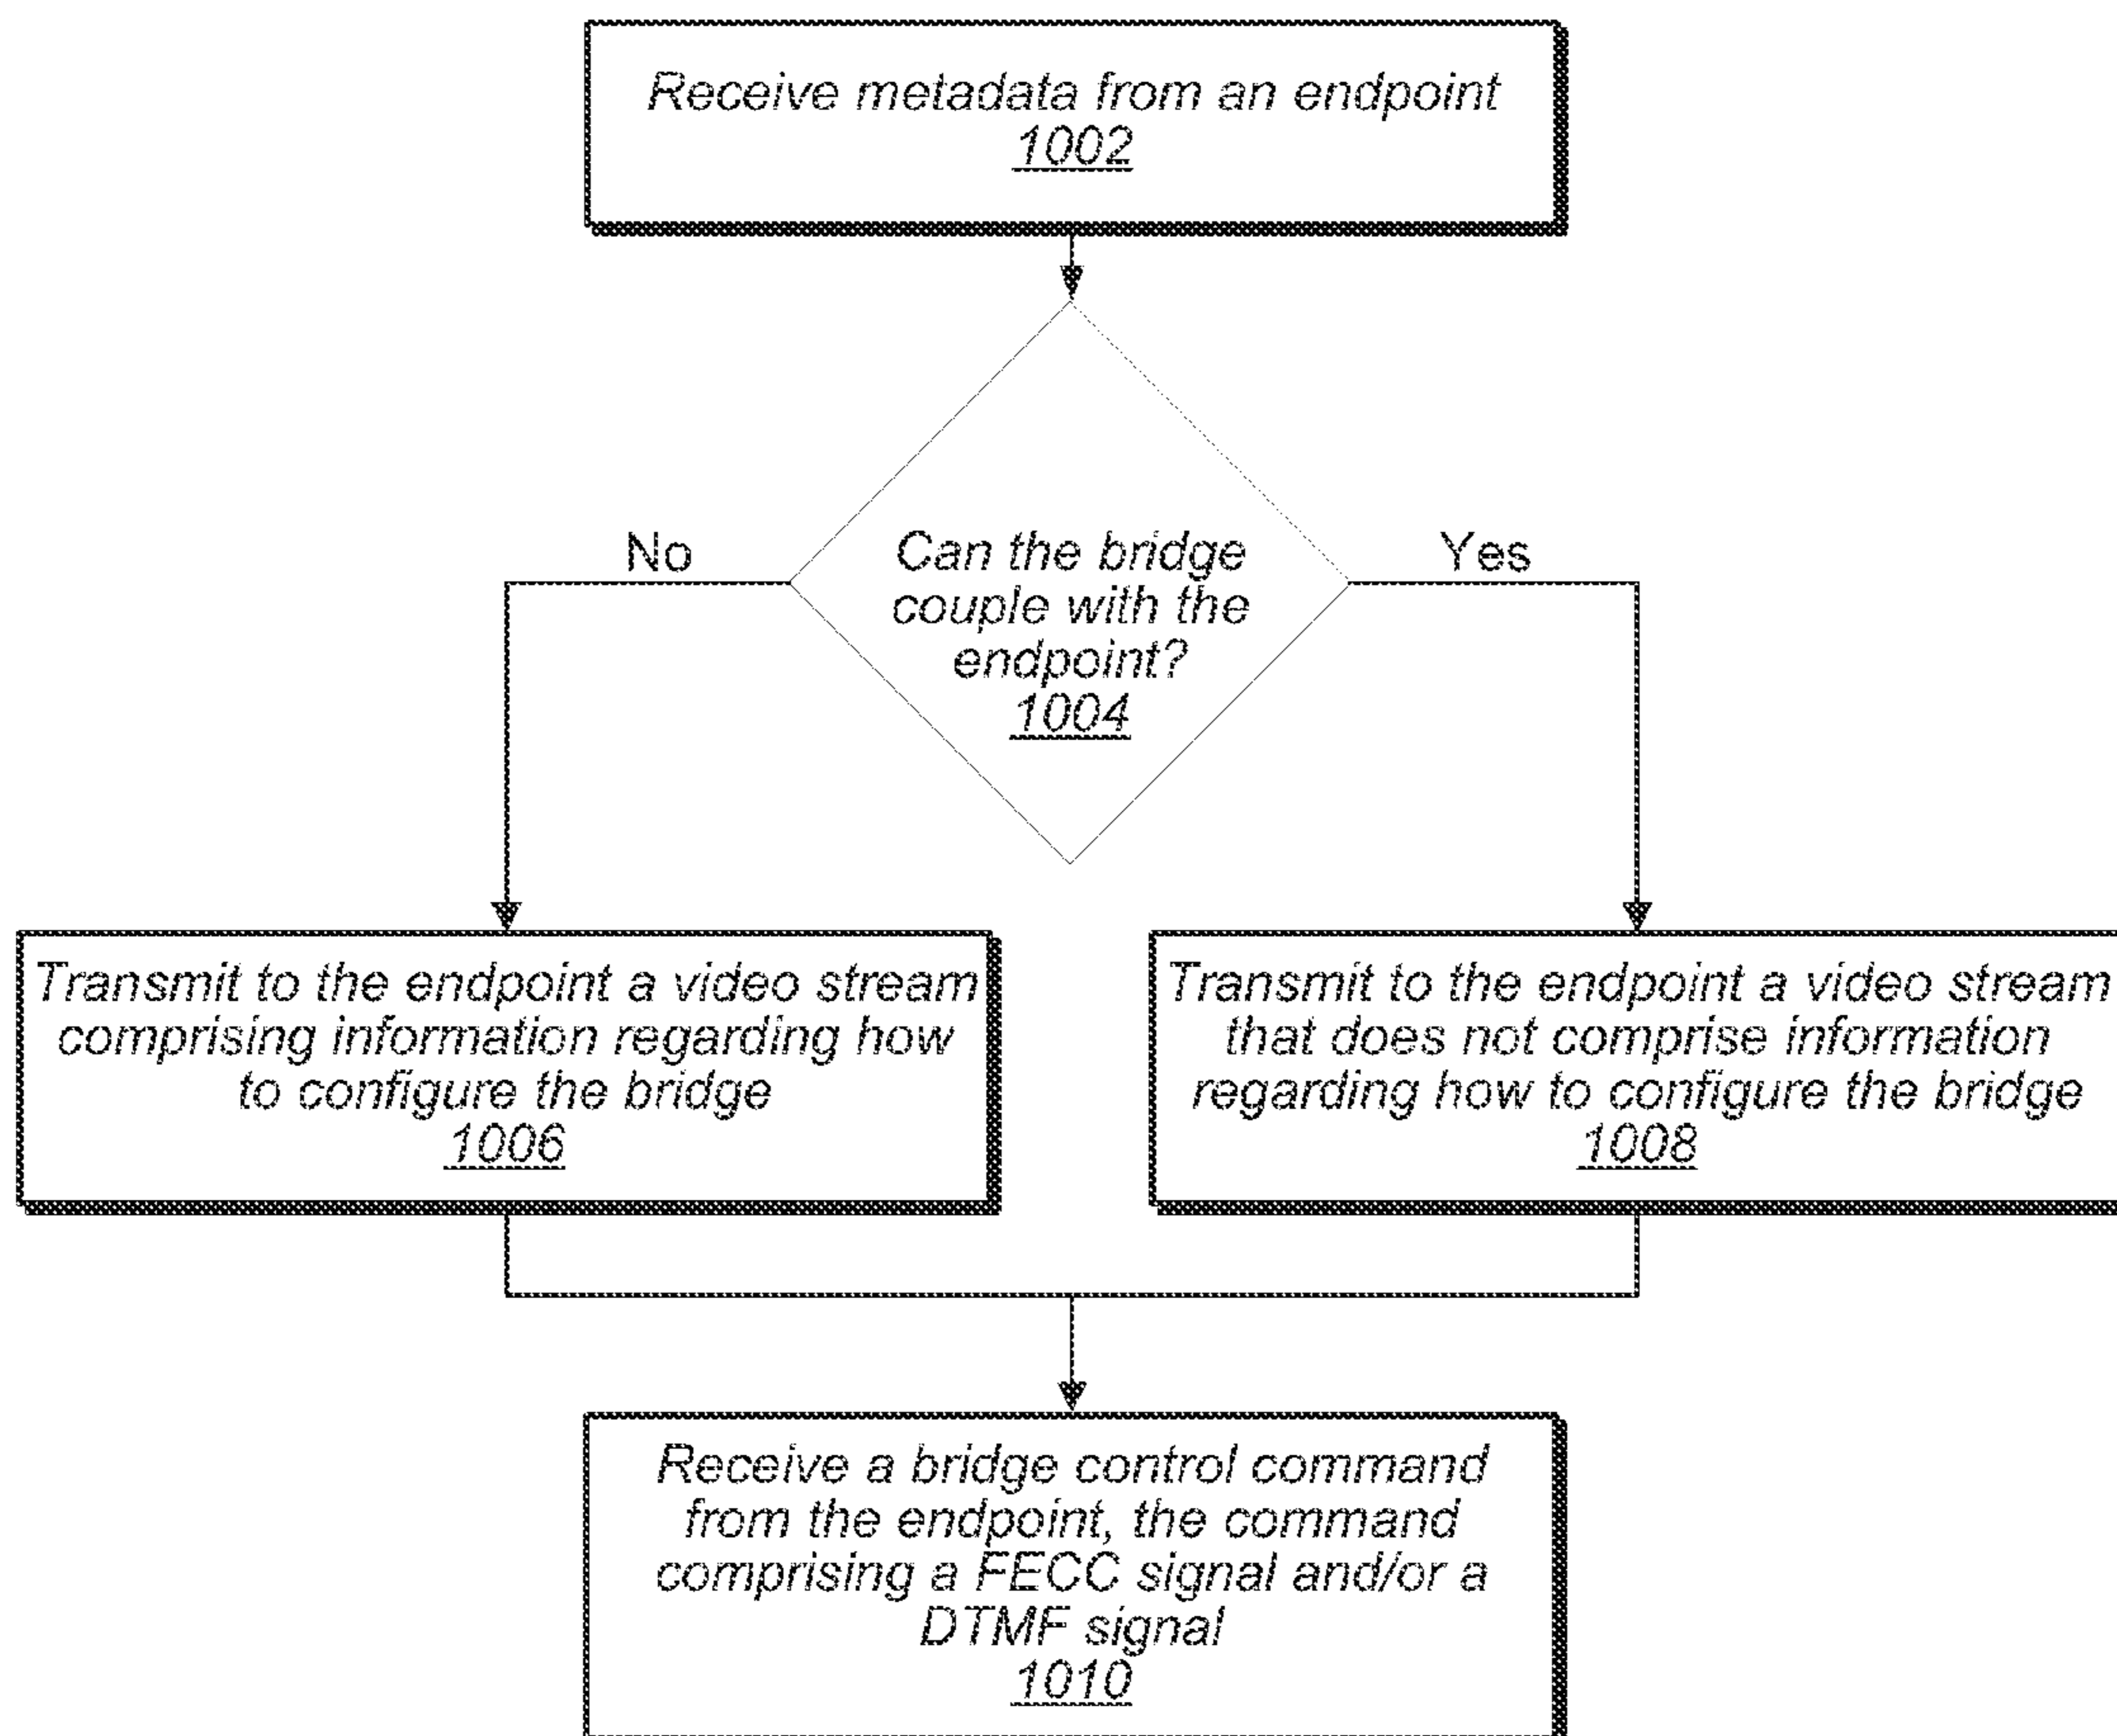 Receive metadata from an endpoint
1002
No
Yes
Can the bridge
couple with the
endpoint?
1004
Transmit to the endpoint a video stream
comprising information regarding how
to configure the bridge
1006
Transmit to the endpoint a video stream
that does not comprise information
regarding how to configure the bridge
1008
Receive a bridge control command
from the endpoint, the command
comprising a FECC signal and/or a
DTMF signal
1010